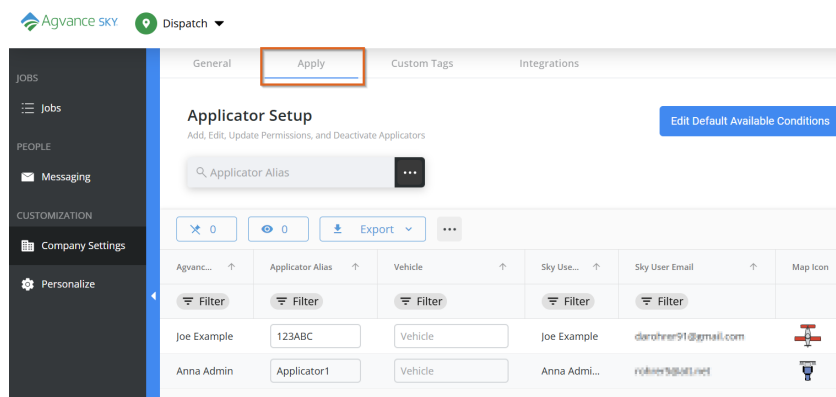 Agvance SKY Dispatch
General Apply Custom Tags Integrations
JOBS
Jobs
PEOPLE
Messaging
CUSTOMIZATION
Company Settings
Personalize
Applicator Setup
Add, Edit, Update Permissions, and Deactivate Applicators
Edit Default Available Conditions
Applicator Alias
0 0 Export
Agvanc... Applicator Alias Vehicle Sky Use... Sky User Email Map Icon
Filter Filter Filter Filter Filter
Joe Example 123ABC Vehicle Joe Example
Anna Admin Applicator1 Vehicle Anna Admi...